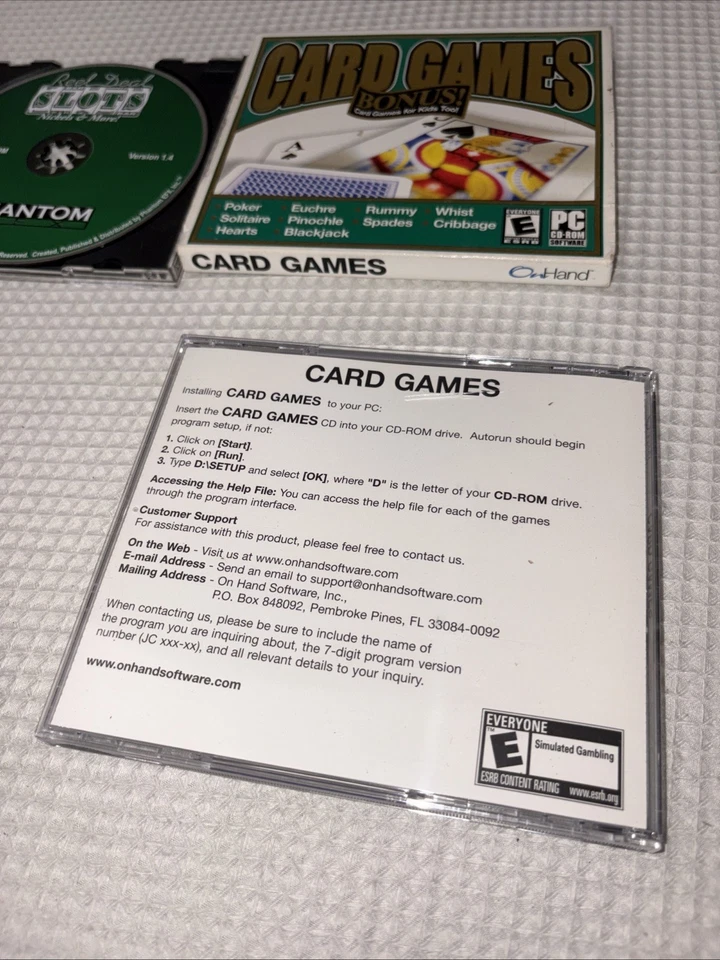 Reel Deal
SLOTS
Nickels & More!
Version 1.4
ANTOM
Reserved. Created, Published & Distributed by Phantom EFX, Inc.
CARD GAMES
BONUS!
Card Games for Kids Too!
A
Poker
Solitaire
Hearts
Euchre
Pinochle
Blackjack
Rummy
Spades
Whist
Cribbage
EVERYONE
E
ESRB
PC
CD-ROM
SOFTWARE
CARD GAMES
OnHand
CARD GAMES
Installing CARD GAMES to your PC:
Insert the CARD GAMES CD into your CD-ROM drive. Autorun should begin
program setup, if not:
1. Click on [Start].
2. Click on [Run].
3. Type D:\SETUP and select [OK], where "D" is the letter of your CD-ROM drive.
Accessing the Help File: You can access the help file for each of the games
through the program interface.
Customer Support
For assistance with this product, please feel free to contact us.
On the Web - Visit us at www.onhandsoftware.com
E-mail Address - Send an email to support@onhandsoftware.com
Mailing Address - On Hand Software, Inc.,
P.O. Box 848092, Pembroke Pines, FL 33084-0092
When contacting us, please be sure to include the name of
the program you are inquiring about, the 7-digit program version
number (JC xxx-xx), and all relevant details to your inquiry.
www.onhandsoftware.com
EVERYONE
TM
E
Simulated Gambling
ESRB CONTENT RATING www.esrb.org